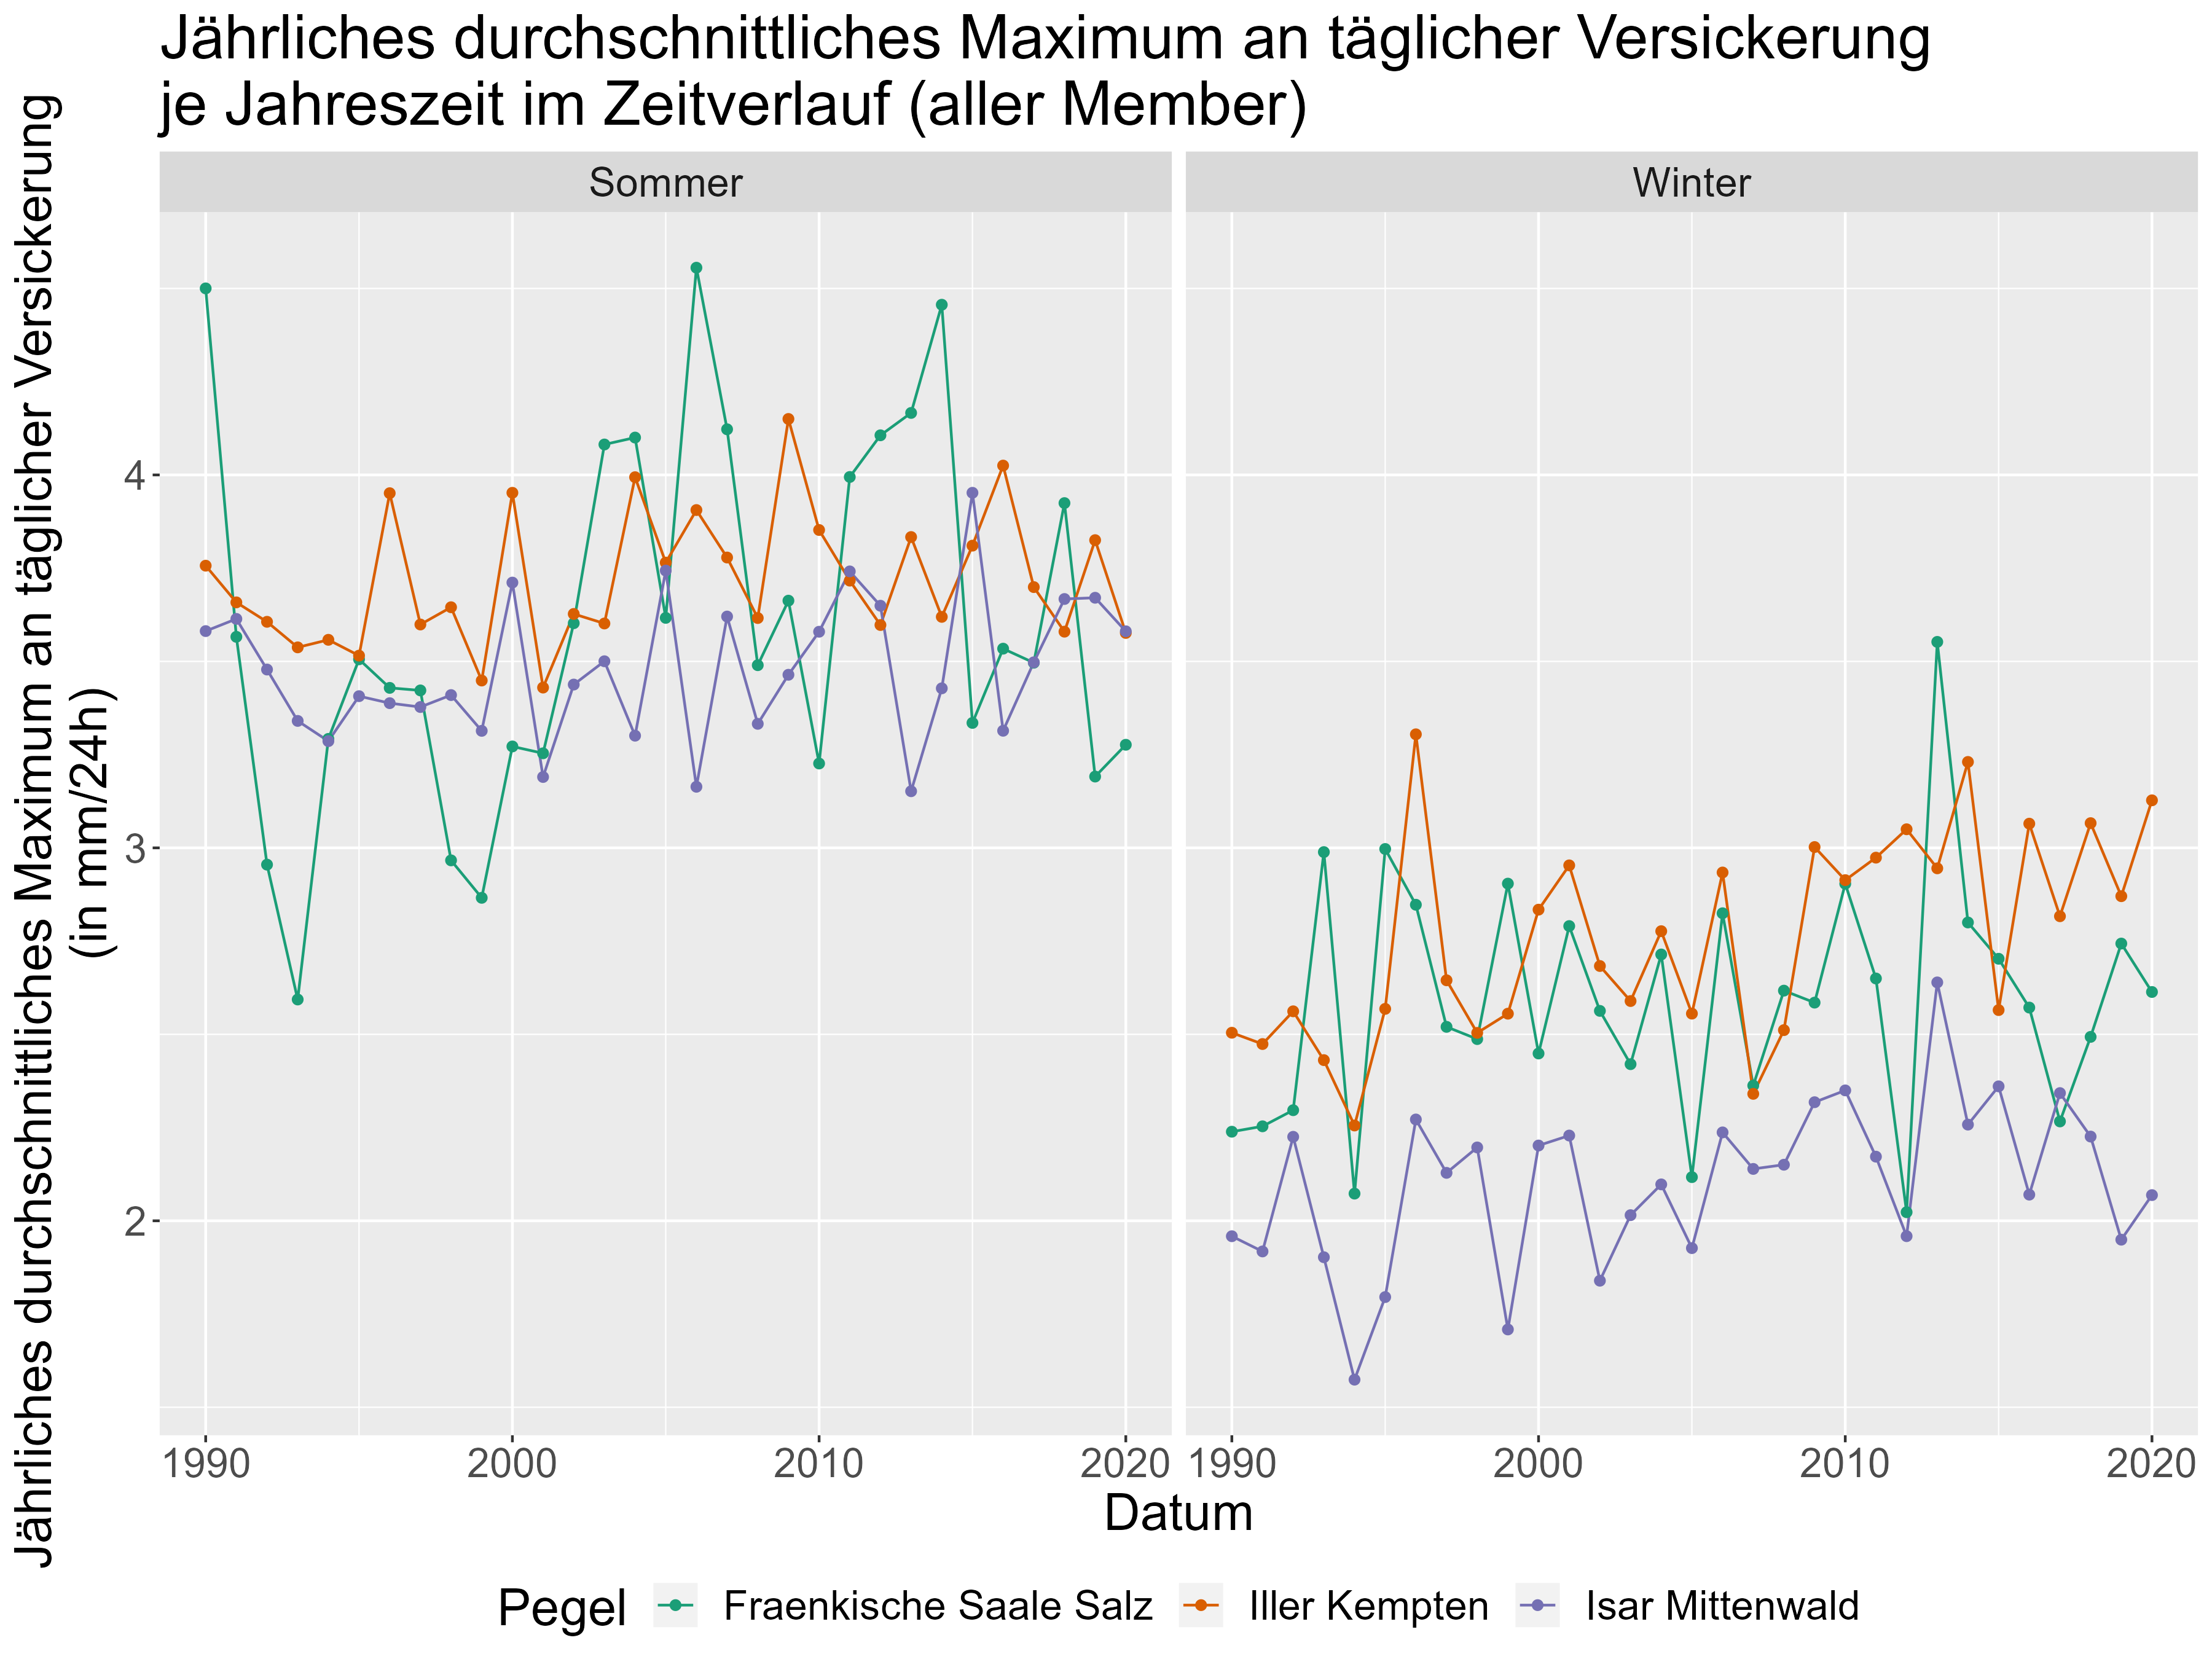 Jährliches durchschnittliches Maximum an täglicher Versickerung
je Jahreszeit im Zeitverlauf (aller Member)
Jährliches durchschnittliches Maximum an täglicher Versickerung
(in mm/24h)
Sommer
Winter
4
3
2
1990 2000 2010 2020 1990 2000 2010 2020
Datum
Pegel Fraenkische Saale Salz Iller Kempten Isar Mittenwald